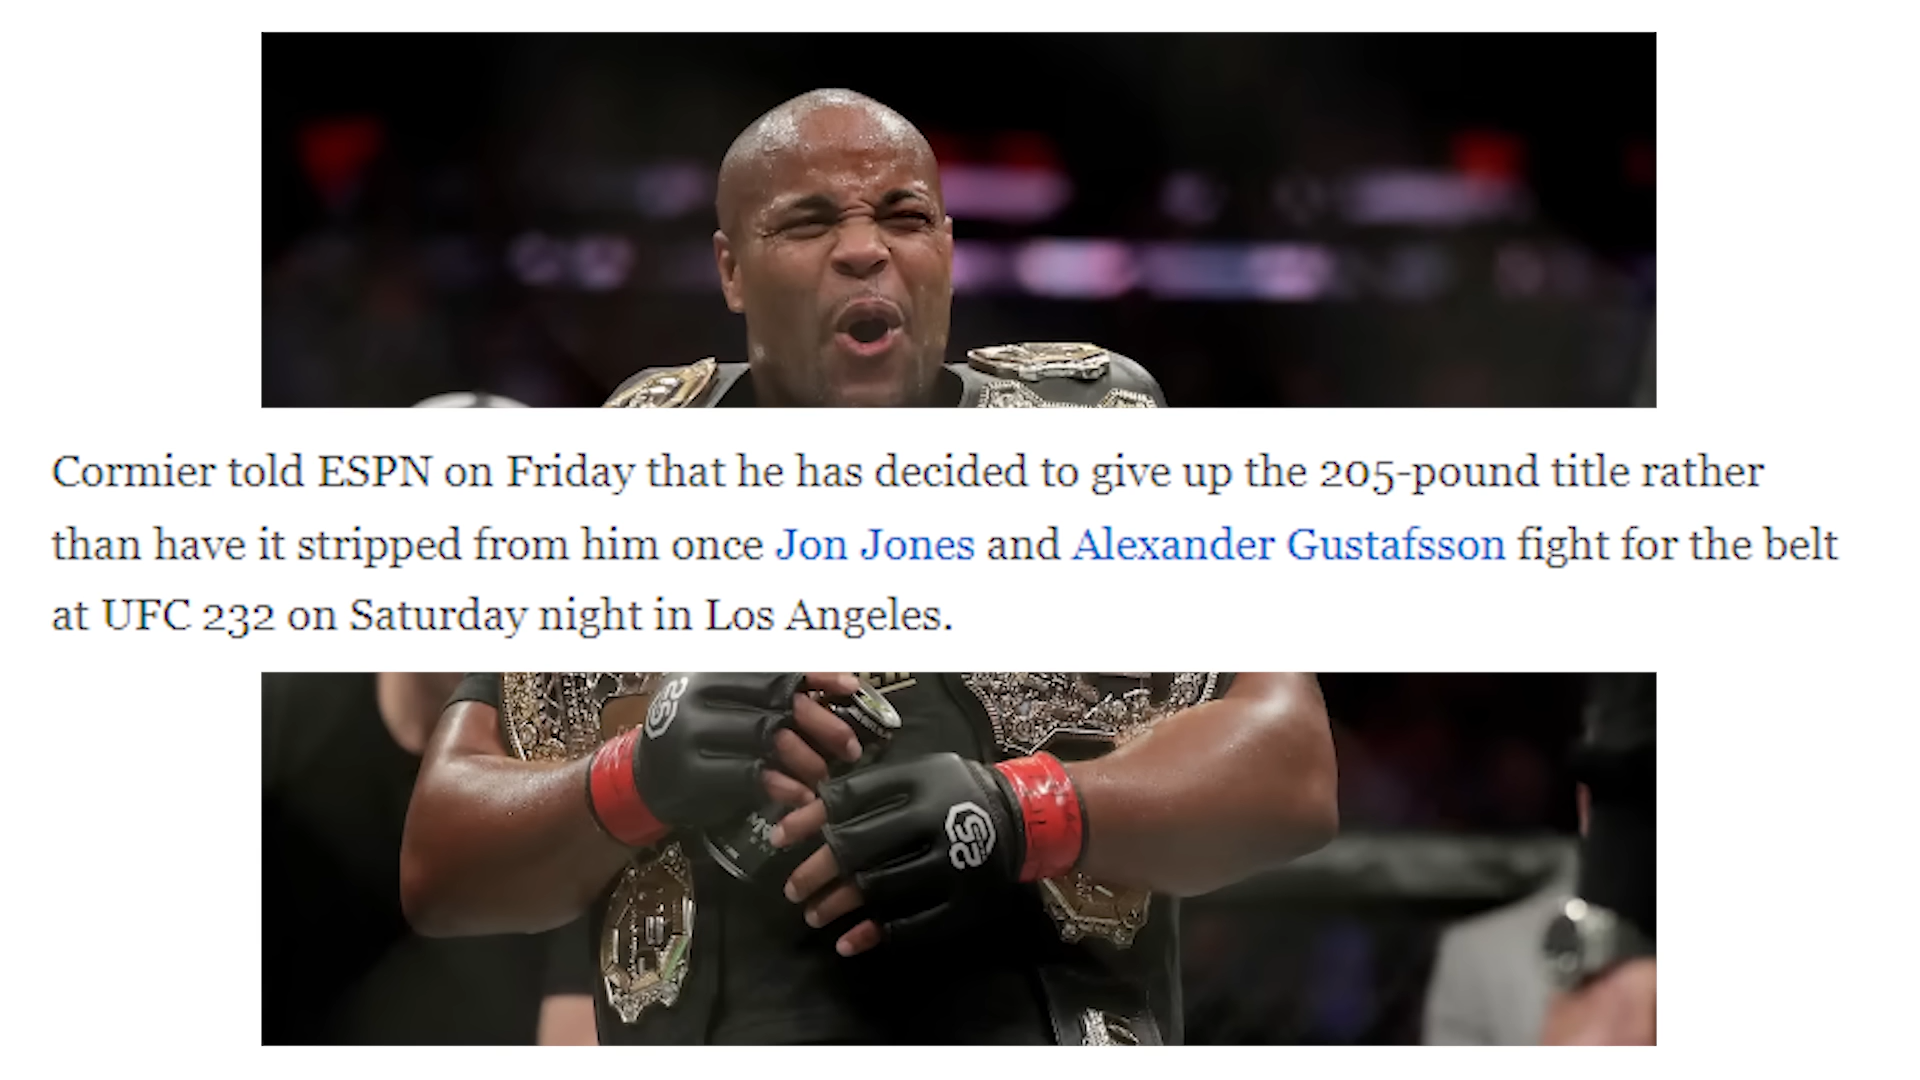 Cormier told ESPN on Friday that he has decided to give up the 205-pound title rather
than have it stripped from him once Jon Jones and Alexander Gustafsson fight for the belt
at UFC 232 on Saturday night in Los Angeles.
25
25